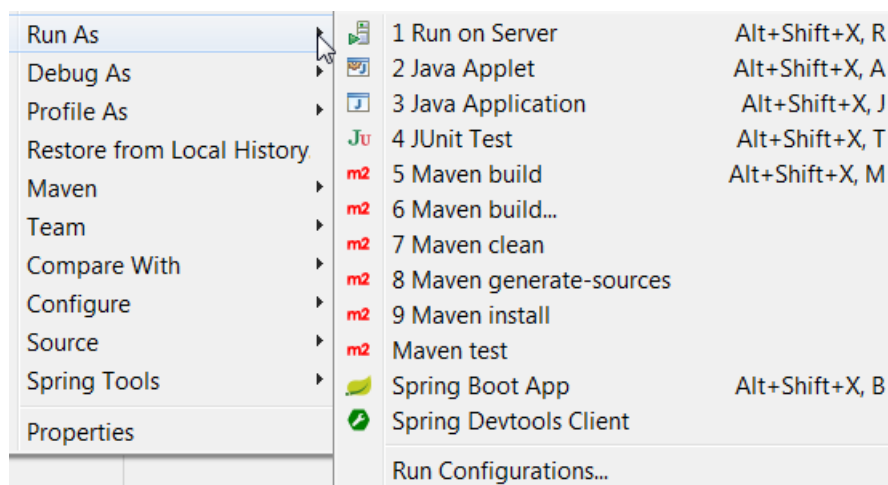 Run As
Debug As
Profile As
Restore from Local History
Maven
Team
Compare With
Configure
Source
Spring Tools
Properties
1 Run on Server Alt+Shift+X, R
2 Java Applet Alt+Shift+X, A
3 Java Application Alt+Shift+X, J
Ju 4 JUnit Test Alt+Shift+X, T
m2 5 Maven build Alt+Shift+X, M
m2 6 Maven build...
m2 7 Maven clean
m2 8 Maven generate-sources
m2 9 Maven install
m2 Maven test
Spring Boot App Alt+Shift+X, B
Spring Devtools Client
Run Configurations...